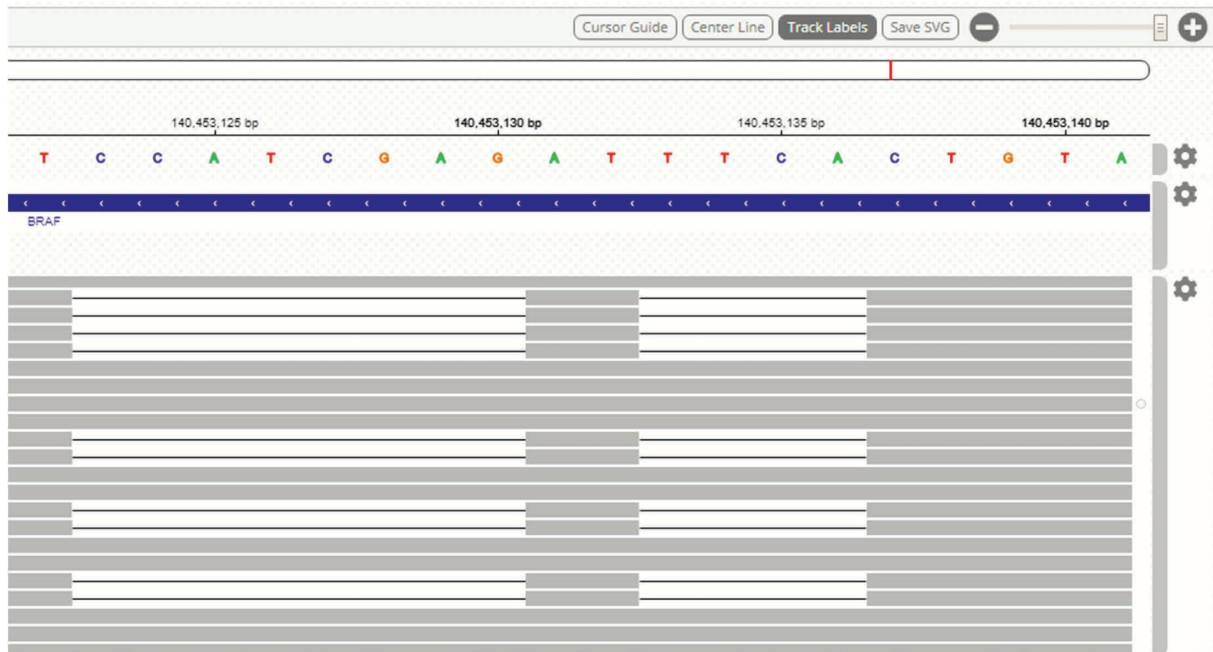 Cursor Guide Center Line Track Labels Save SVG
140,453,125 bp 140,453,130 bp 140,453,135 bp 140,453,140 bp
T C C A T C G A G A T T T C A C T G T A
BRAF